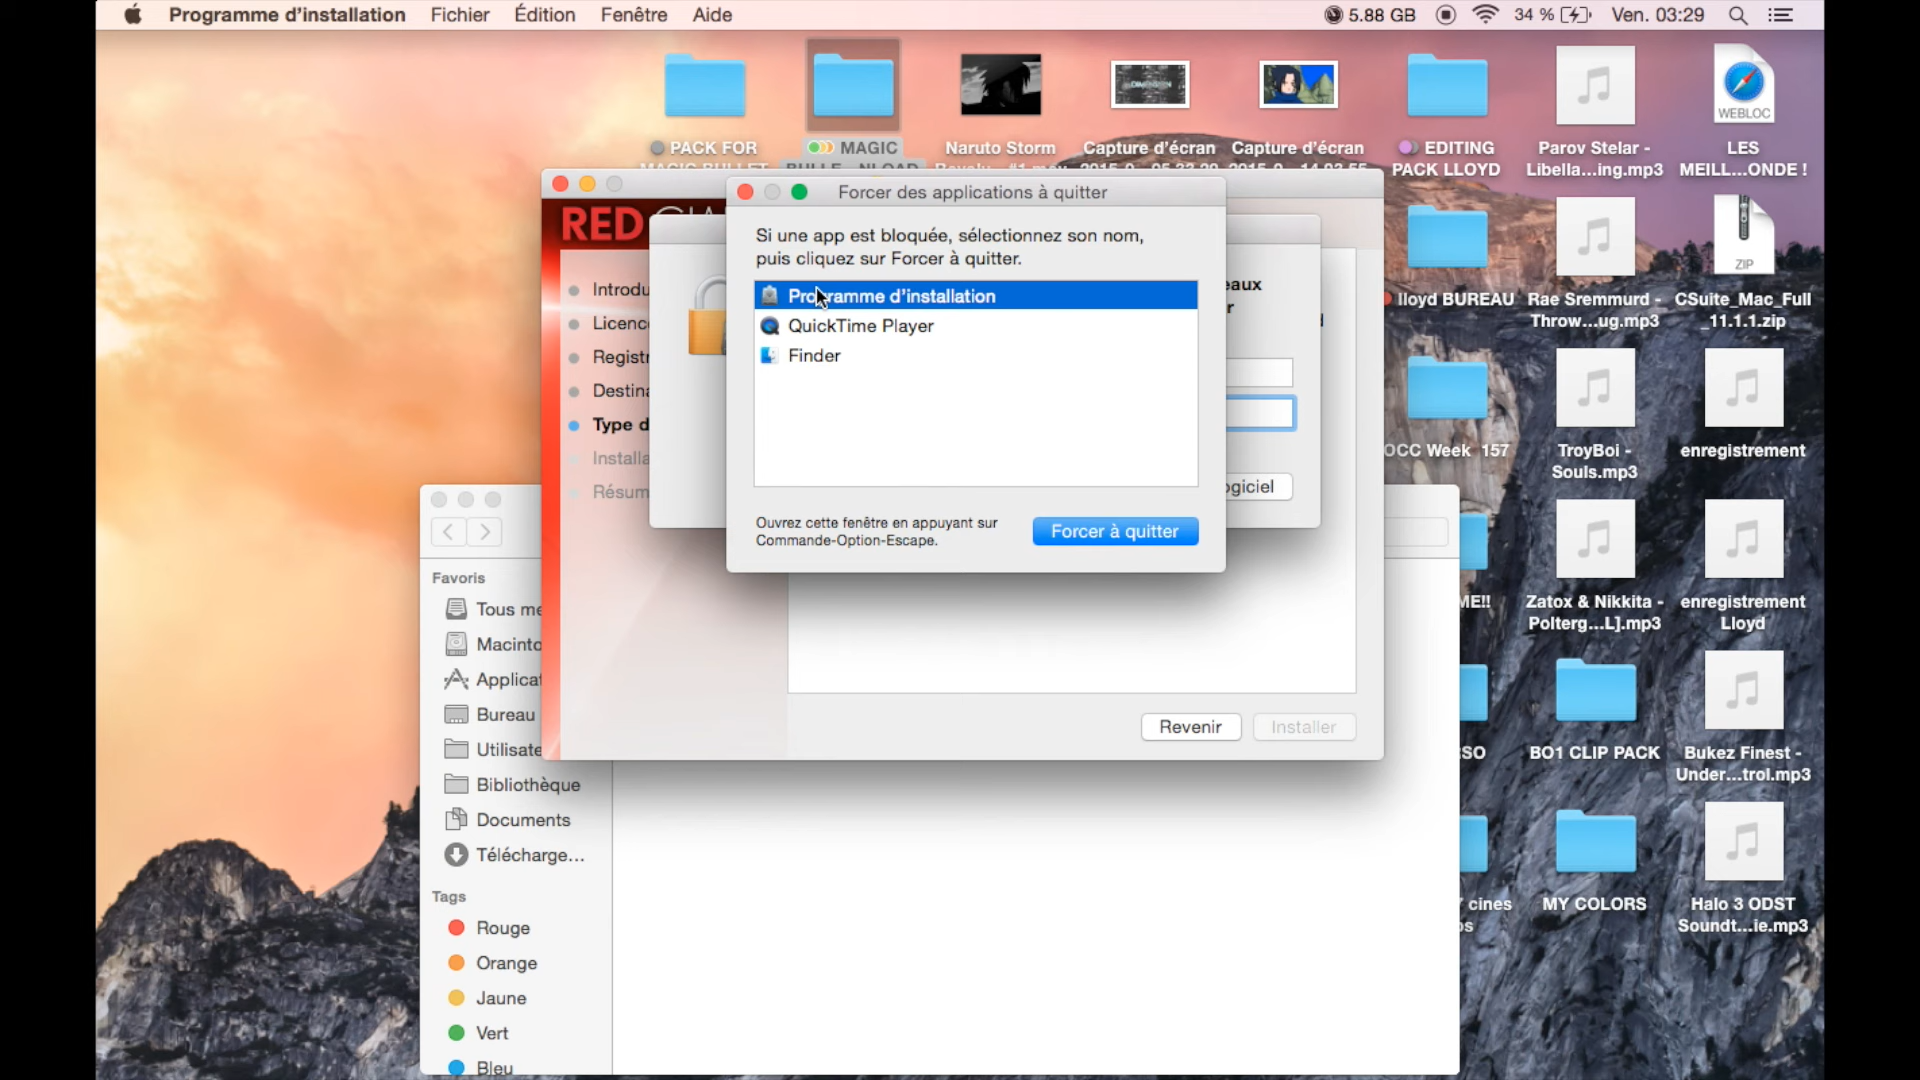 Programme d'installation Fichier Édition Fenêtre Aide 5.88 GB 34 % Ven. 03:29
PACK FOR
MAGIC BULLET
MAGIC
BULLE...NLOAD
Naruto Storm
Capture d'écran
Capture d'écran
EDITING
PACK LLOYD
Parov Stelar -
Libella...ing.mp3
WEBLOC
LES
MEILL...ONDE !
lloyd BUREAU
Rae Sremmurd -
Throw...ug.mp3
ZIP
CSuite_Mac_Full
_11.1.1.zip
OCC Week 157
TroyBoi -
Souls.mp3
enregistrement
ME!!
Zatox & Nikkita -
Polterg...L].mp3
enregistrement
Lloyd
BO1 CLIP PACK
Bukez Finest -
Under...trol.mp3
cines
MY COLORS
Halo 3 ODST
Soundt...ie.mp3
RED
Introdu
Licenc
Registr
Destina
Type d
Installa
Résum
eaux
r
ogiciel
Revenir
Installer
Forcer des applications à quitter
Si une app est bloquée, sélectionnez son nom,
puis cliquez sur Forcer à quitter.
Programme d'installation
QuickTime Player
Finder
Ouvrez cette fenêtre en appuyant sur
Commande-Option-Escape.
Forcer à quitter
Favoris
Tous me
Macinto
Applicat
Bureau
Utilisate
Bibliothèque
Documents
Télécharge...
Tags
Rouge
Orange
Jaune
Vert
Bleu